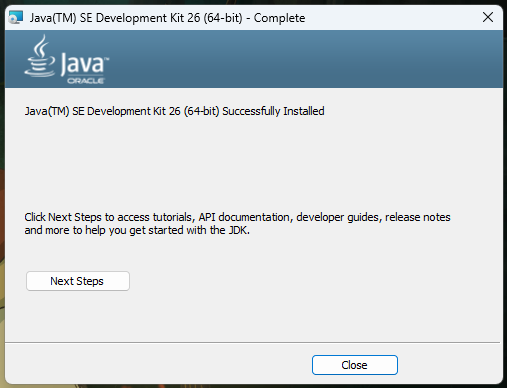 Java(TM) SE Development Kit 26 (64-bit) - Complete
Java™
ORACLE
Java(TM) SE Development Kit 26 (64-bit) Successfully Installed
Click Next Steps to access tutorials, API documentation, developer guides, release notes
and more to help you get started with the JDK.
Next Steps
Close